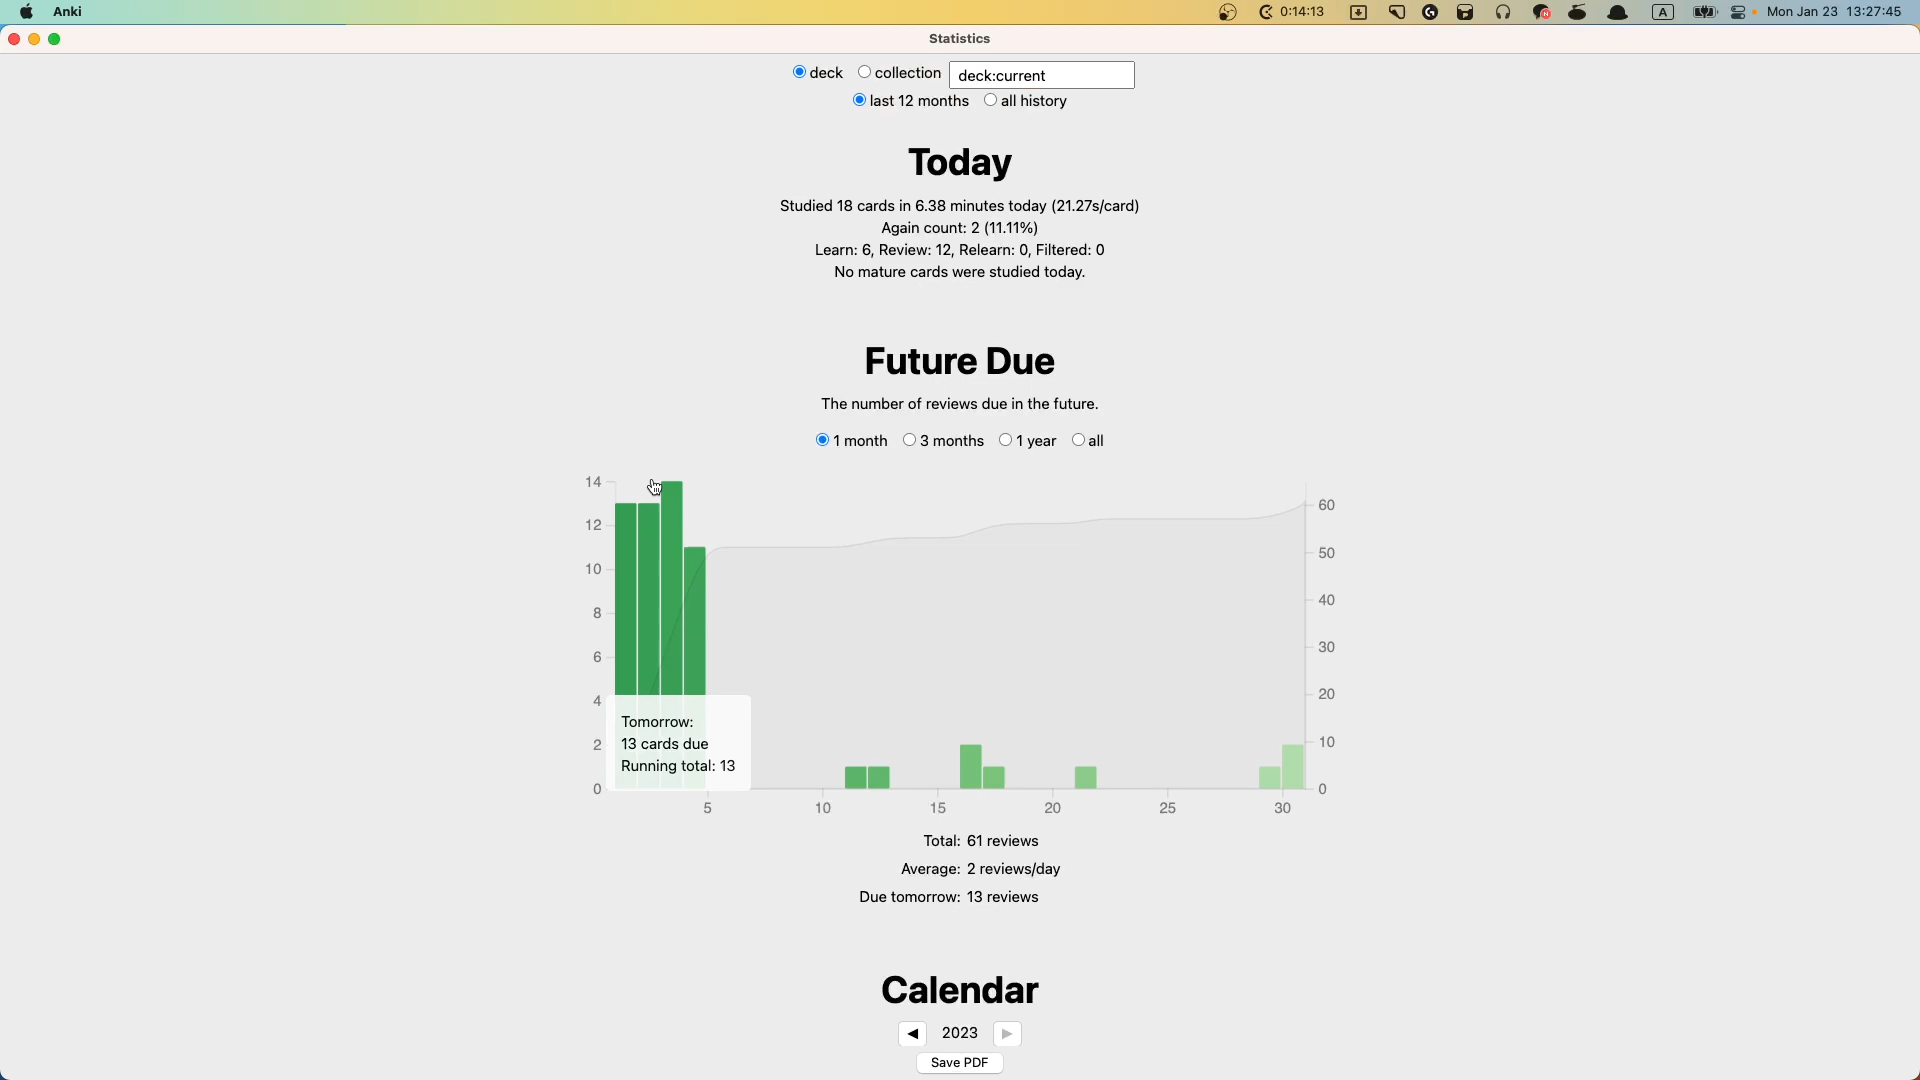 Anki
0:14:13
A
Mon Jan 23 13:27:45
Statistics
deck collection deck:current
last 12 months all history
Today
Studied 18 cards in 6.38 minutes today (21.27s/card)
Again count: 2 (11.11%)
Learn: 6, Review: 12, Relearn: 0, Filtered: 0
No mature cards were studied today.
Future Due
The number of reviews due in the future.
1 month 3 months 1 year all
14
12
10
8
6
4
2
0
60
50
40
30
20
10
0
Tomorrow:
13 cards due
Running total: 13
5 10 15 20 25 30
Total: 61 reviews
Average: 2 reviews/day
Due tomorrow: 13 reviews
Calendar
2023
Save PDF